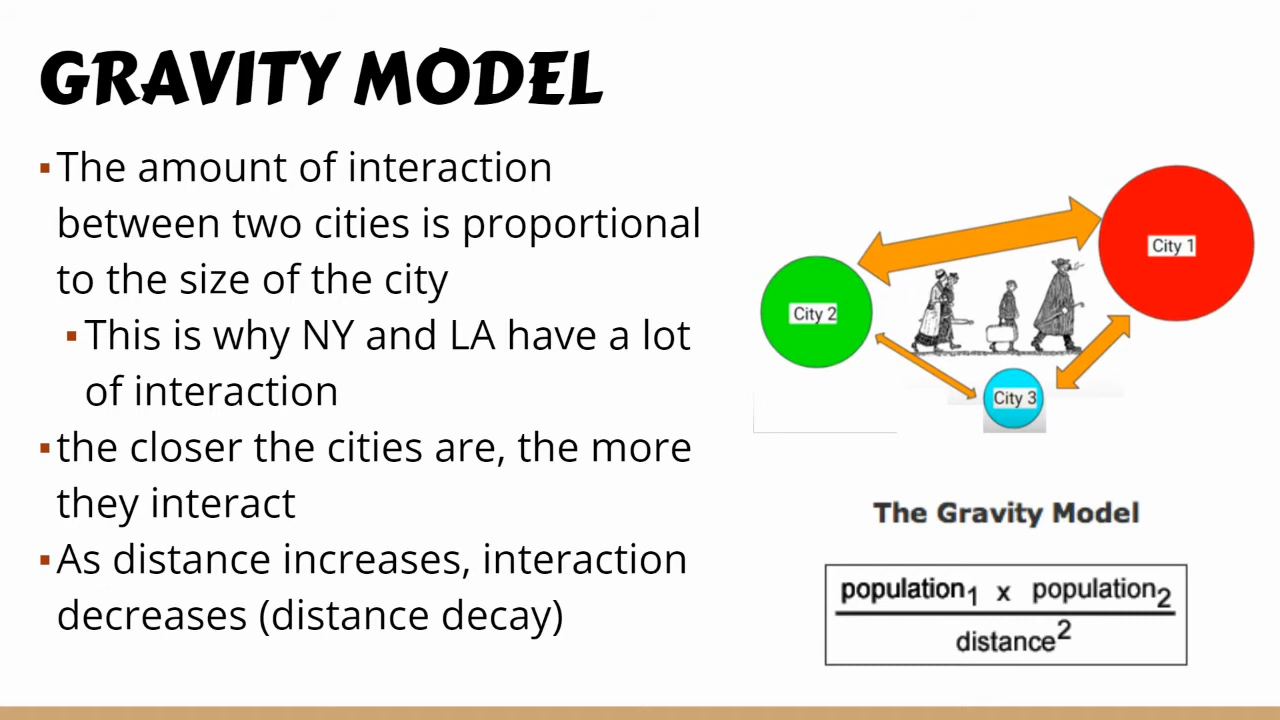 GRAVITY MODEL
▪The amount of interaction
between two cities is proportional
to the size of the city
▪This is why NY and LA have a lot
of interaction
▪the closer the cities are, the more
they interact
▪As distance increases, interaction
decreases (distance decay)
City 1
City 2
City 3
The Gravity Model
population₁ x population₂
distance²